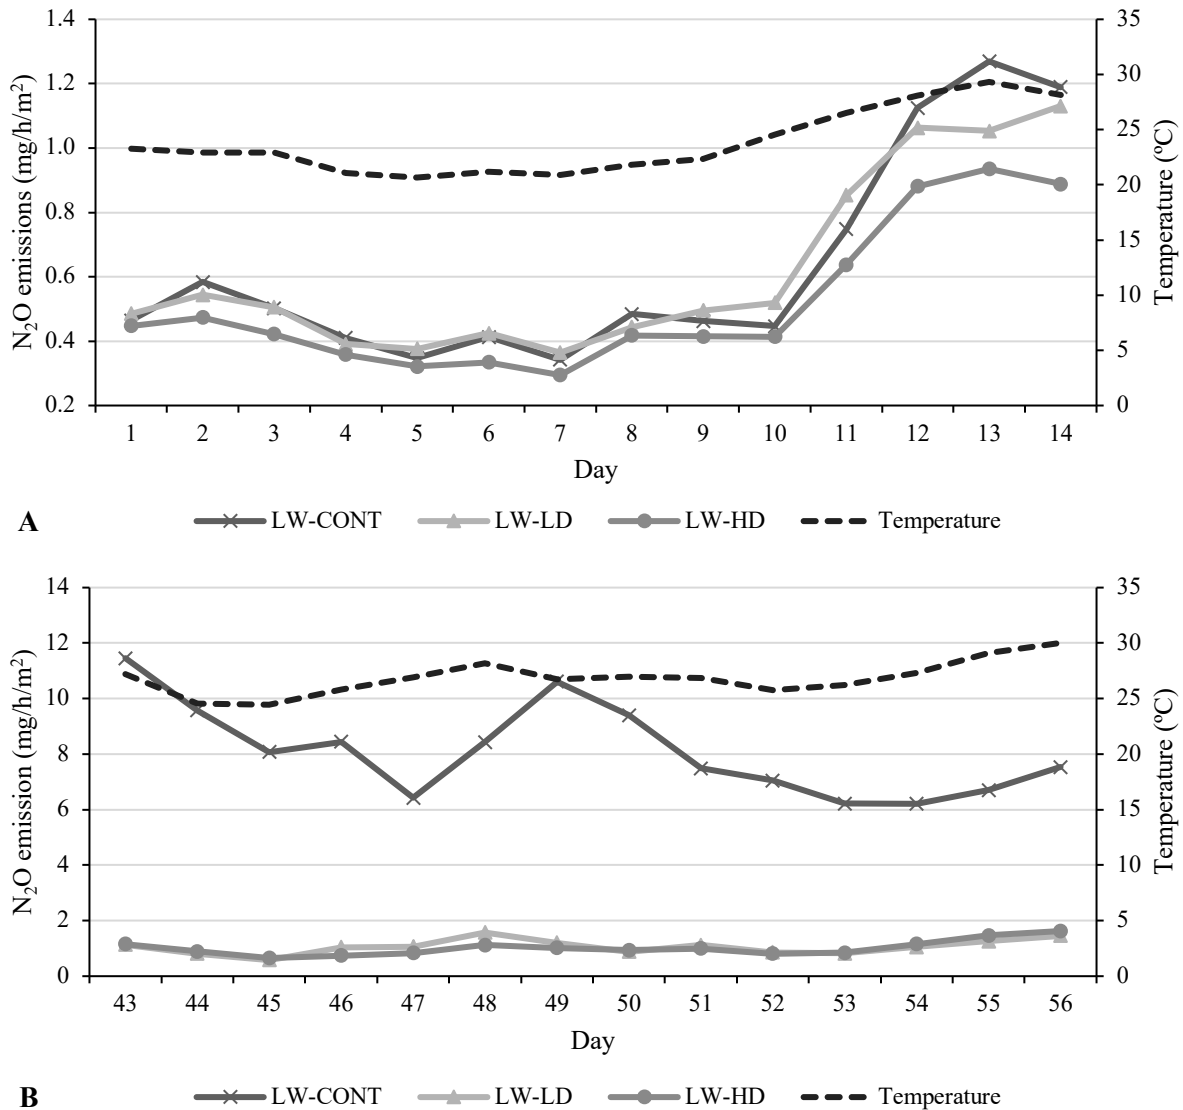 1.4
1.2
1.0
0.8
0.6
0.4
0.2
N₂O emissions (mg/h/m²)
35
30
25
20
15
10
5
0
Temperature (ºC)
1 2 3 4 5 6 7 8 9 10 11 12 13 14
Day
A
LW-CONT LW-LD LW-HD Temperature
14
12
10
8
6
4
2
0
N₂O emission (mg/h/m²)
35
30
25
20
15
10
5
0
Temperature (ºC)
43 44 45 46 47 48 49 50 51 52 53 54 55 56
Day
B
LW-CONT LW-LD LW-HD Temperature